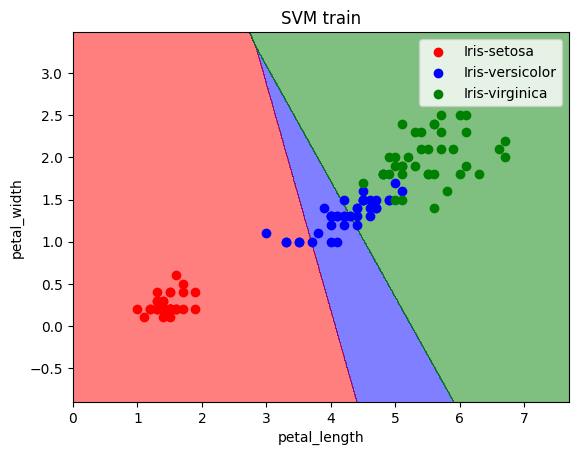 SVM train
Iris-setosa
Iris-versicolor
Iris-virginica
3.0
2.5
2.0
1.5
1.0
0.5
0.0
−0.5
petal_width
0 1 2 3 4 5 6 7
petal_length